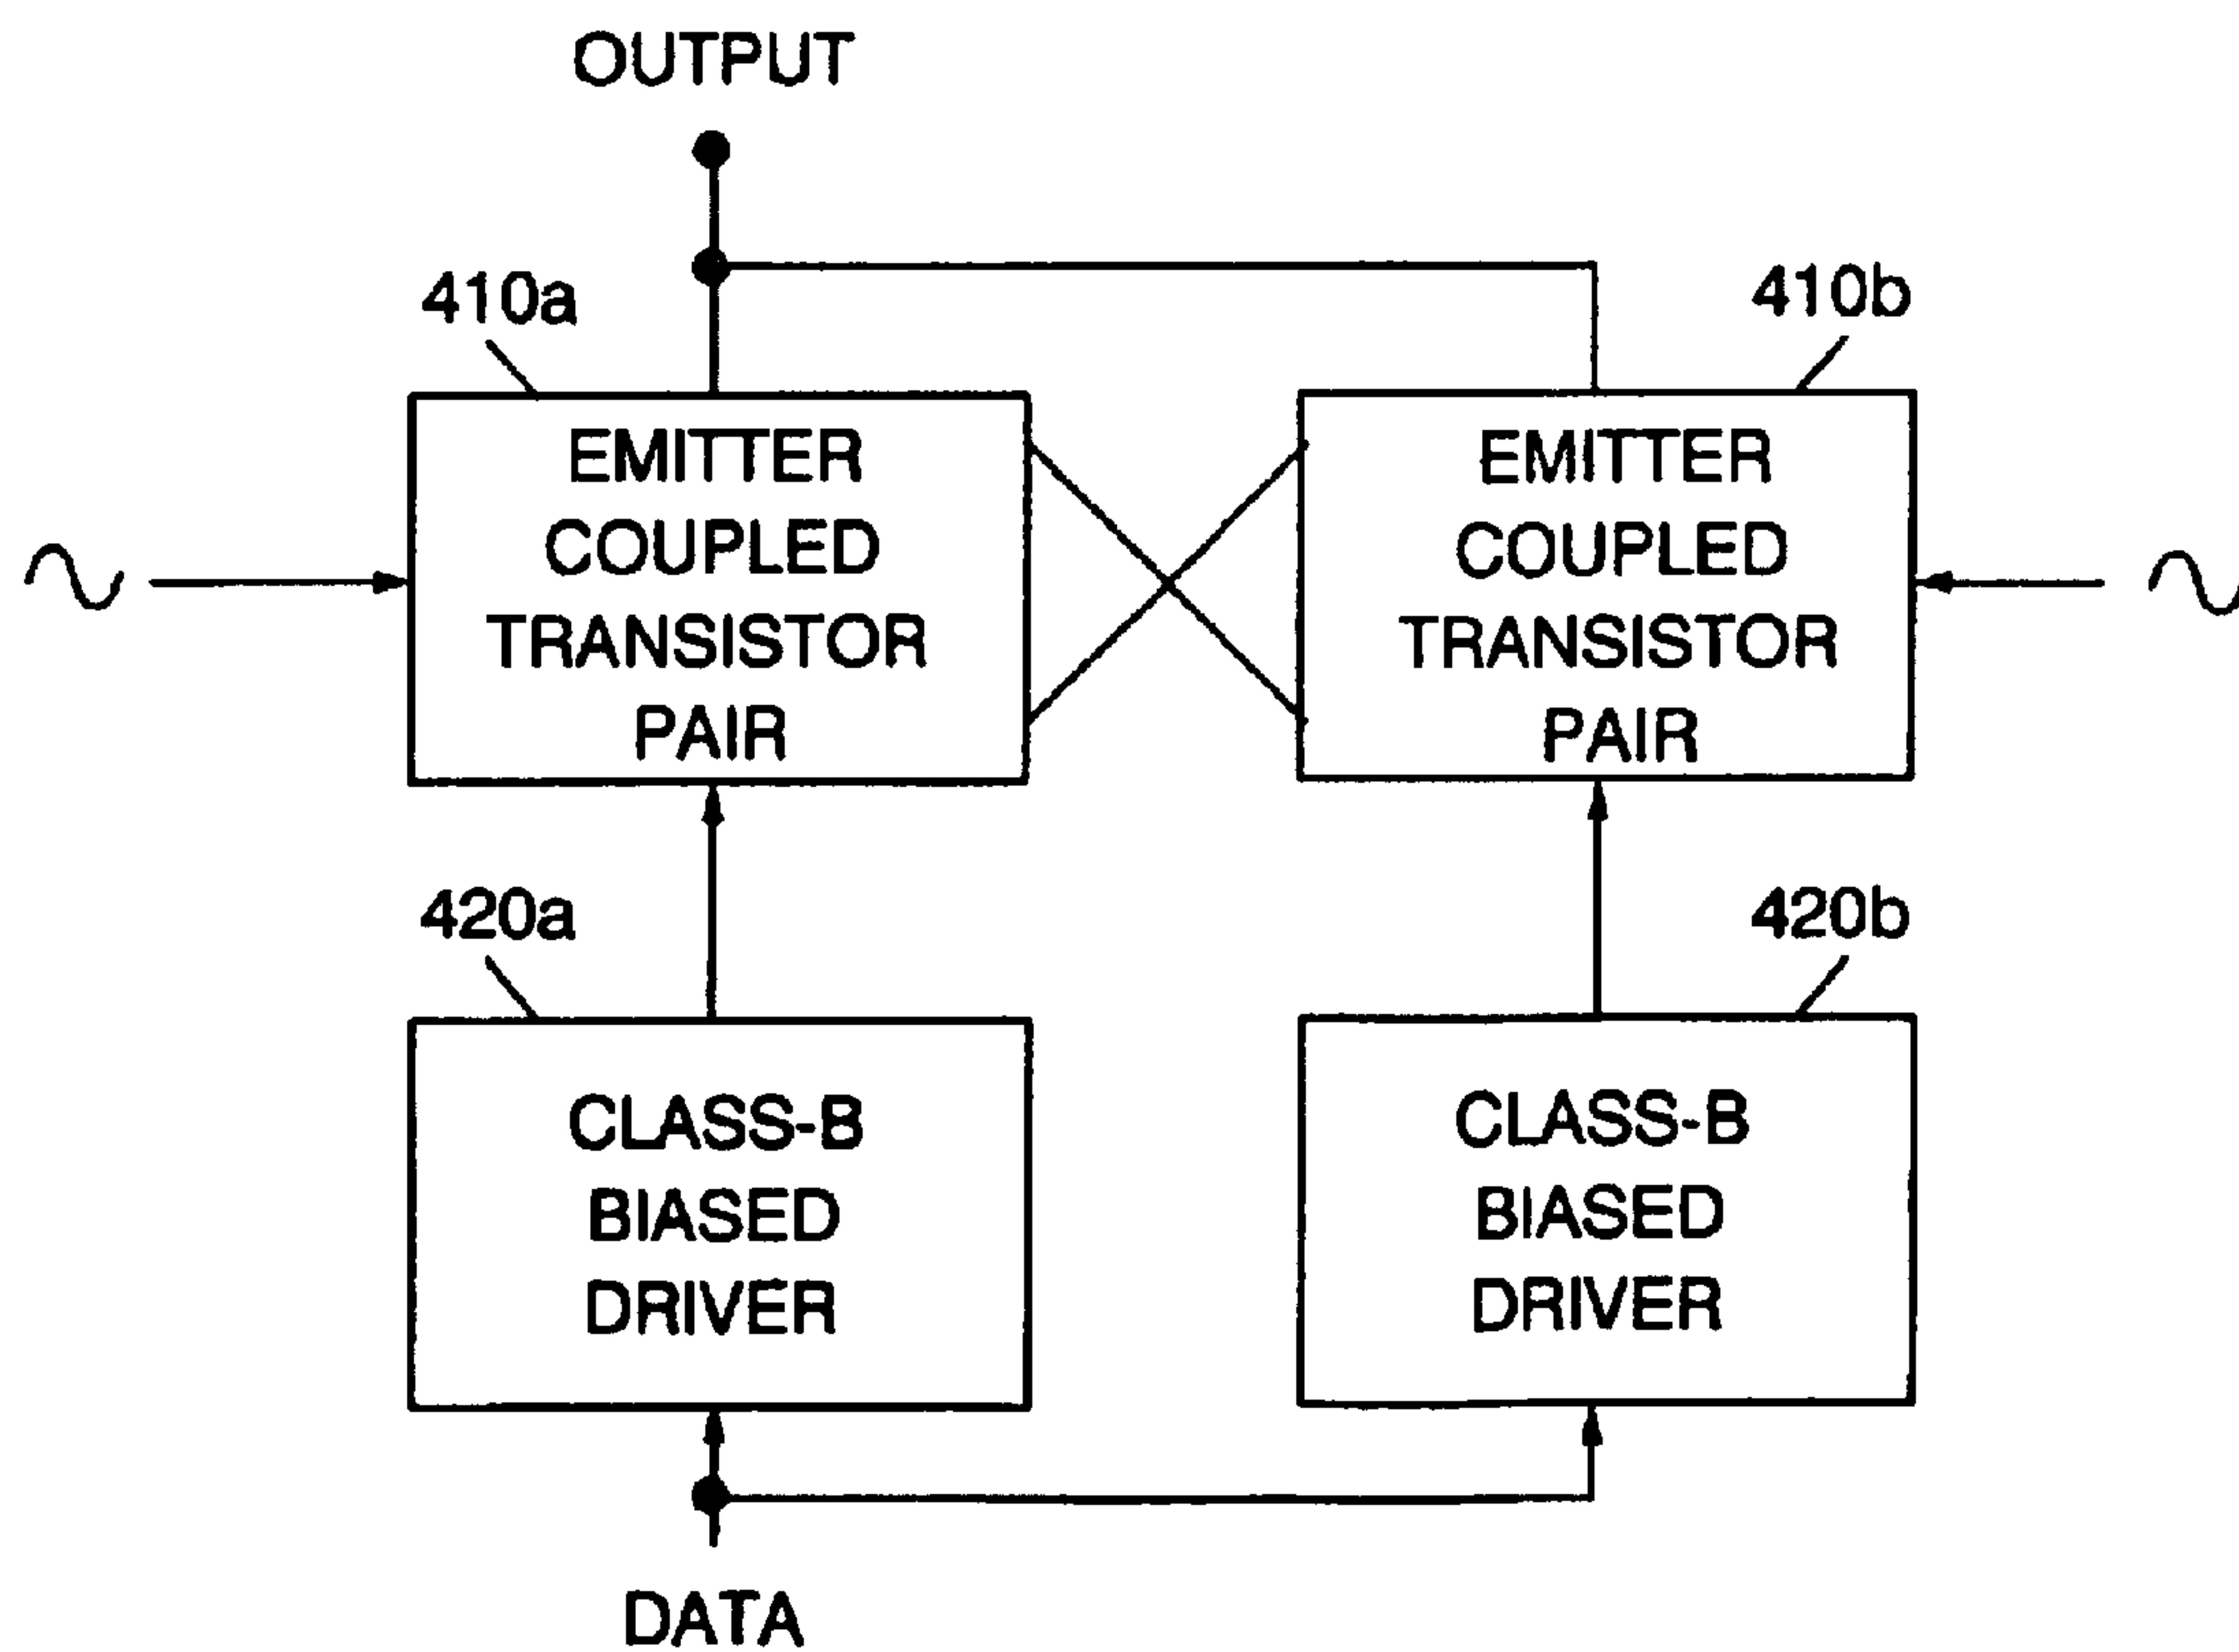 OUTPUT
410a
410b
EMITTER
COUPLED
TRANSISTOR
PAIR
EMITTER
COUPLED
TRANSISTOR
PAIR
420a
420b
CLASS-B
BIASED
DRIVER
CLASS-B
BIASED
DRIVER
DATA